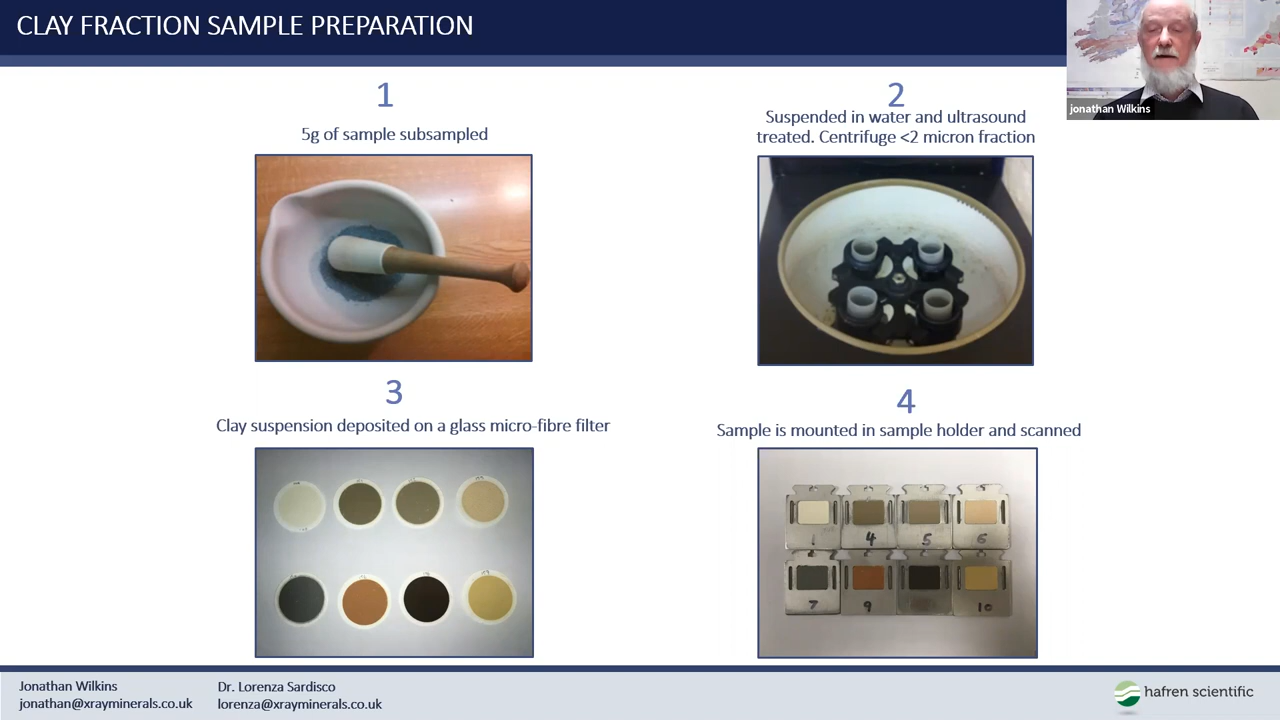 CLAY FRACTION SAMPLE PREPARATION
jonathan Wilkins
1
5g of sample subsampled
2
Suspended in water and ultrasound
treated. Centrifuge <2 micron fraction
3
Clay suspension deposited on a glass micro-fibre filter
4
Sample is mounted in sample holder and scanned
1
4
5
6
7
9
10
Jonathan Wilkins
jonathan@xrayminerals.co.uk
Dr. Lorenza Sardisco
lorenza@xrayminerals.co.uk
hafren scientific